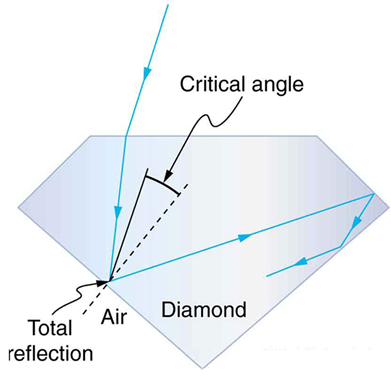 Critical angle
Diamond
Air
Total
reflection